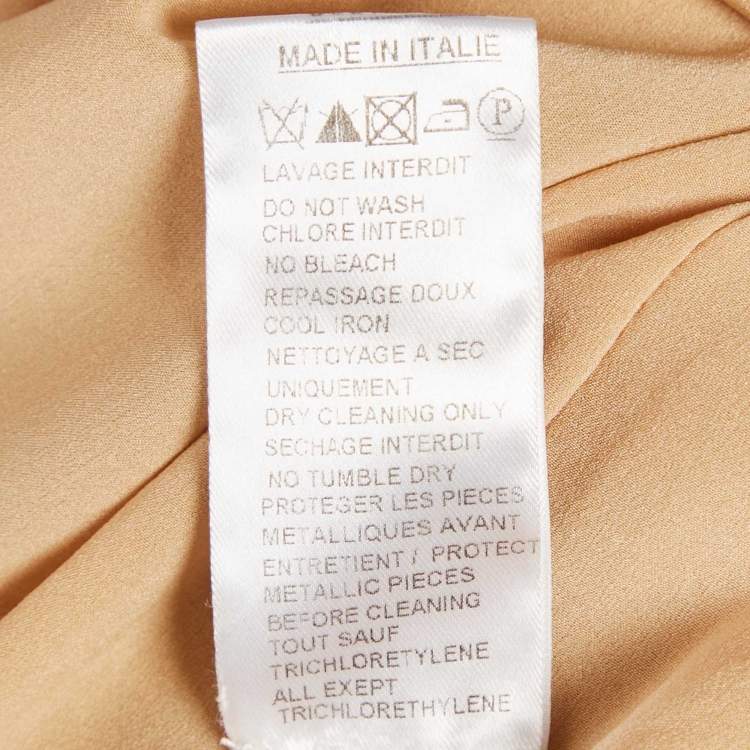 MADE IN ITALIE
P
LAVAGE INTERDIT
DO NOT WASH
CHLORE INTERDIT
NO BLEACH
REPASSAGE DOUX
COOL IRON
NETTOYAGE A SEC
UNIQUEMENT
DRY CLEANING ONLY
SECHAGE INTERDIT
NO TUMBLE DRY
PROTEGER LES PIECES
METALLIQUES AVANT
ENTRETIENT / PROTECT
METALLIC PIECES
BEFORE CLEANING
TOUT SAUF
TRICHLORETYLENE
ALL EXEPT
TRICHLORETHYLENE